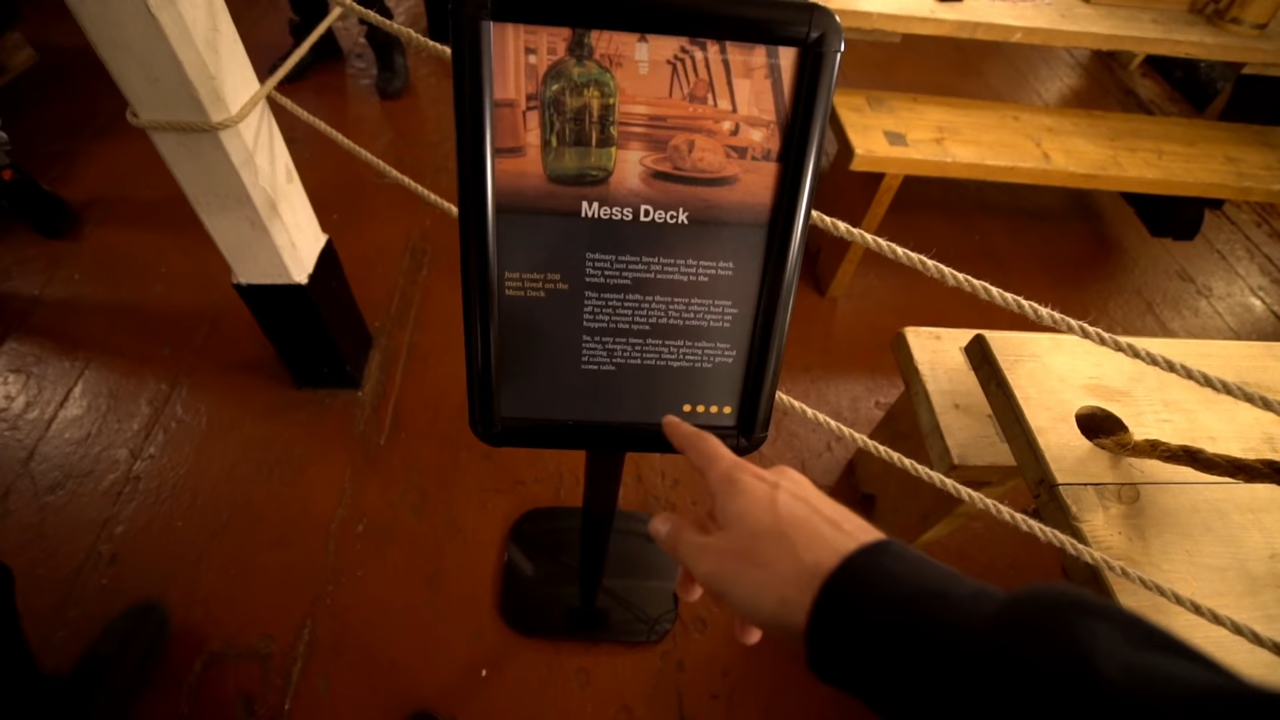 Mess Deck
Just under 300
men lived on the
Mess Deck
Ordinary sailors lived here on the mess deck.
In total, just under 300 men lived down here.
They were organised according to the
watch system.
This rotated shifts so there were always some
sailors who were on duty, while others had time
off to eat, sleep and relax. The lack of space on
the ship meant that all off-duty activity had to
happen in this space.
So, at any one time, there would be sailors here
eating, sleeping, or relaxing by playing music and
dancing – all at the same time! A mess is a group
of sailors who cook and eat together at the
same table.